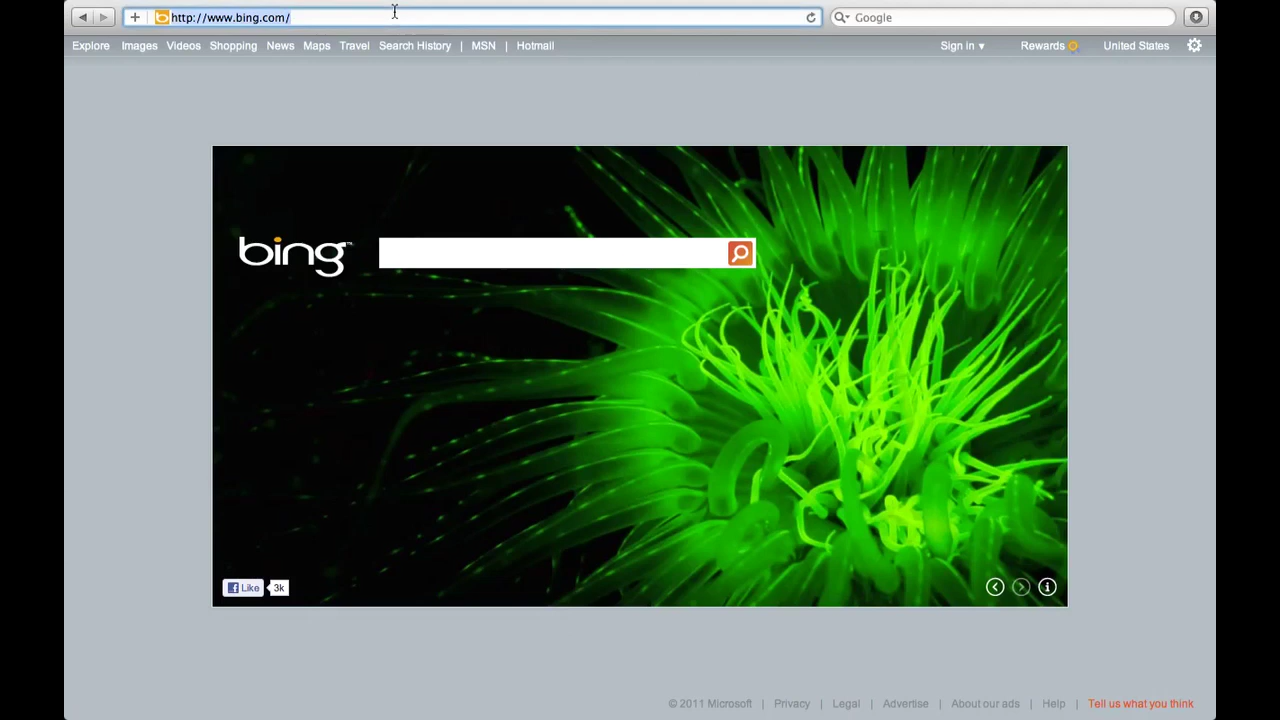 http://www.bing.com/ Google
Explore Images Videos Shopping News Maps Travel Search History | MSN | Hotmail Sign in ▾ Rewards United States
bing™
Like 3k
© 2011 Microsoft | Privacy | Legal | Advertise | About our ads | Help | Tell us what you think